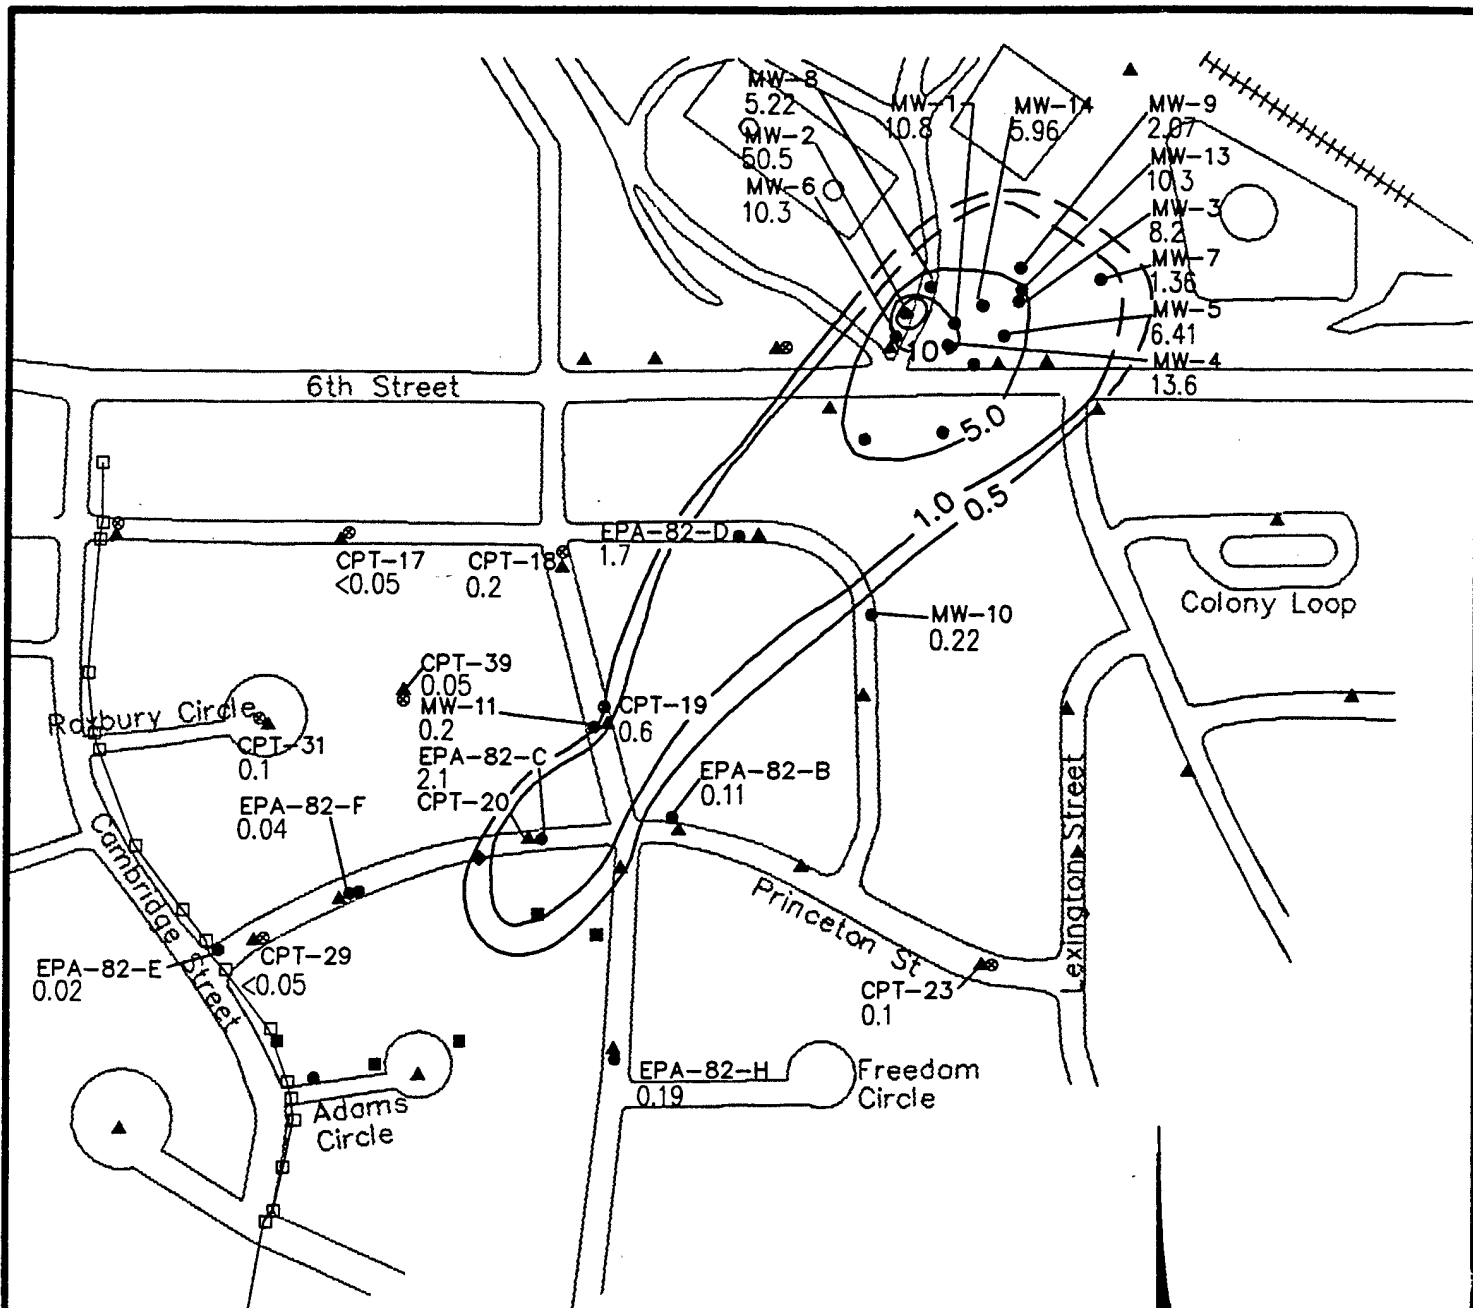 MW-8
5.22
MW-2
50.5
MW-6
10.3
MW-1
10.8
MW-14
5.96
MW-9
2.07
MW-13
10.3
MW-3
8.2
MW-7
1.36
MW-5
6.41
MW-4
13.6
10
5.0
1.0
0.5
6th Street
EPA-82-D
1.7
CPT-17
<0.05
CPT-18
0.2
Colony Loop
MW-10
0.22
CPT-39
0.05
MW-11
0.2
CPT-19
0.6
Roxbury Circle
CPT-31
0.1
EPA-82-C
2.1
CPT-20
EPA-82-B
0.11
EPA-82-F
0.04
Cambridge Street
Princeton St
Lexington Street
EPA-82-E
0.02
CPT-29
<0.05
CPT-23
0.1
EPA-82-H
0.19
Freedom
Circle
Adams
Circle